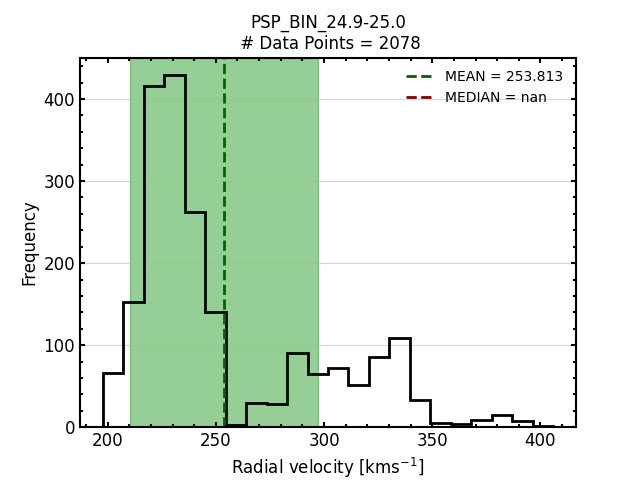 PSP_BIN_24.9-25.0
# Data Points = 2078
MEAN = 253.813
MEDIAN = nan
400
300
200
100
0
Frequency
200 250 300 350 400
Radial velocity [kms⁻¹]